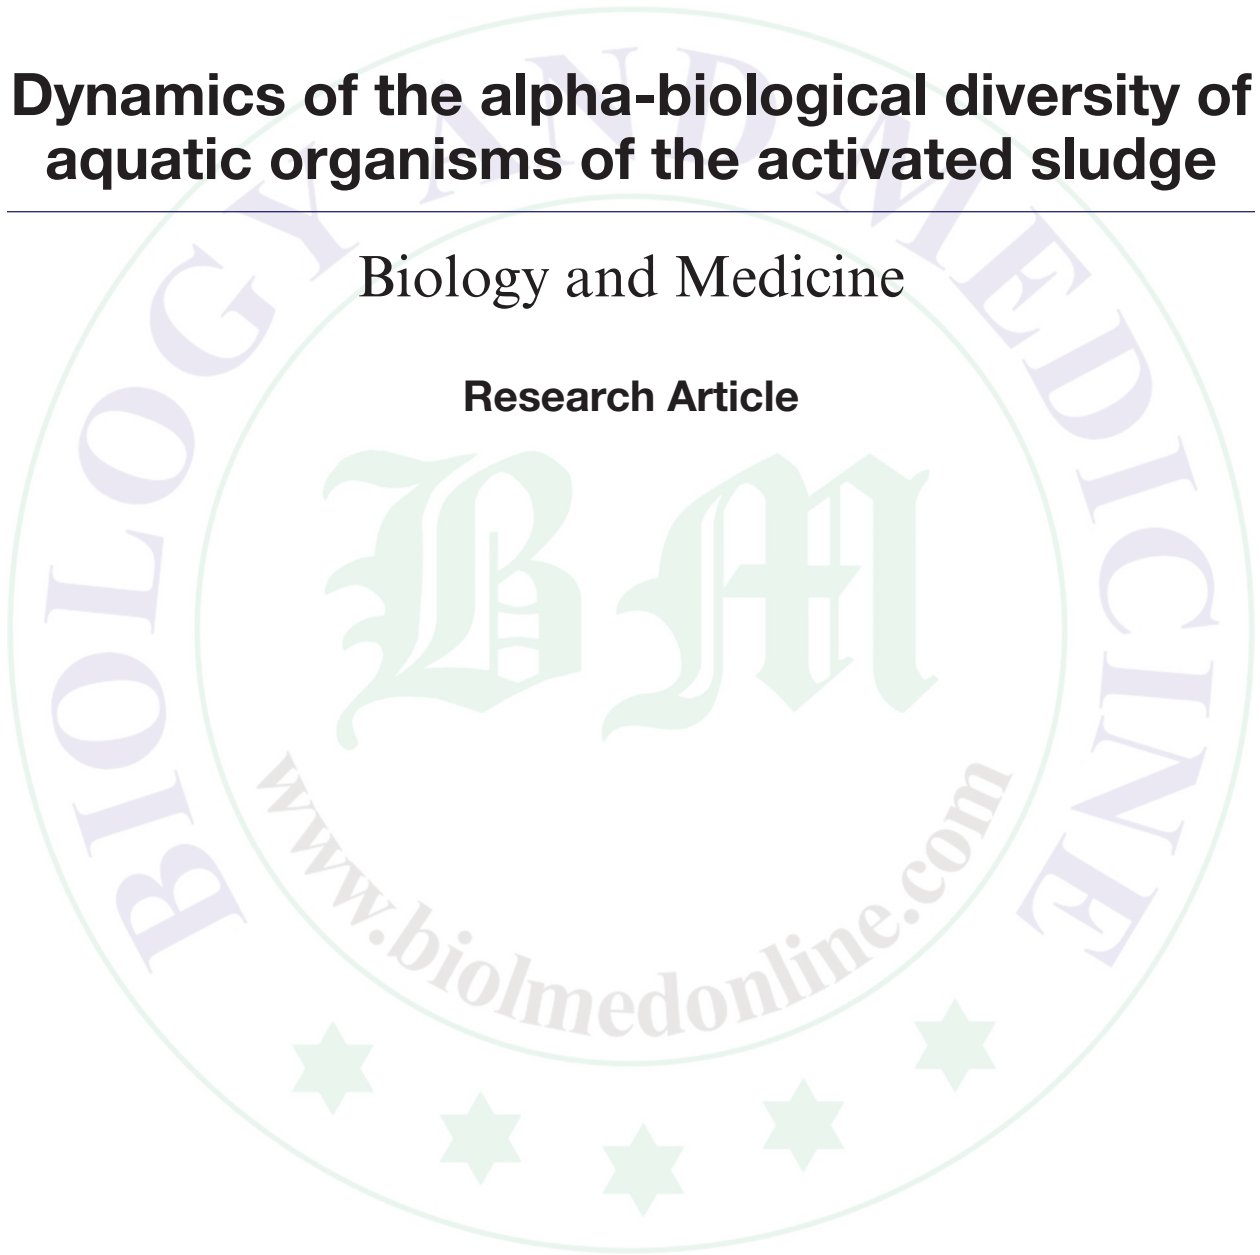 Dynamics of the alpha-biological diversity of
aquatic organisms of the activated sludge
Biology and Medicine
Research Article
BIOLOGY AND MEDICINE
BM
www.biolmedonline.com